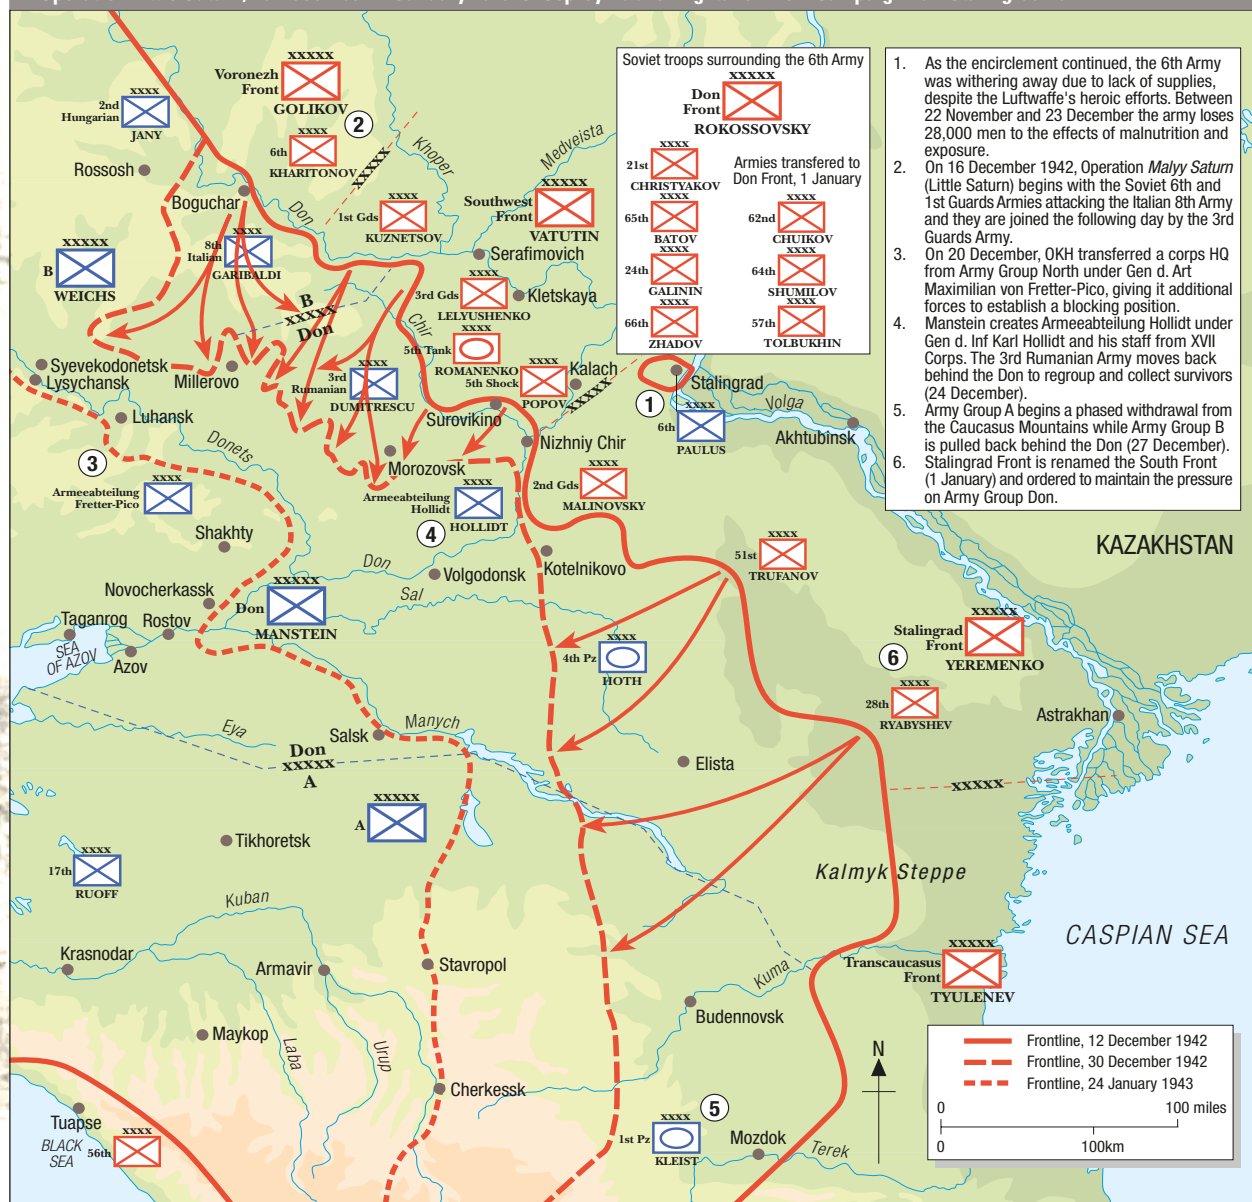 XXXXX
Voronezh
Front
GOLIKOV
XXXX
2nd
Hungarian
JANY
2
XXXX
6th
KHARITONOV
XXXXX
Rossosh
Boguchar
Don
Khoper
Medveista
XXXX
1st Gds
KUZNETSOV
XXXXX
Southwest
Front
VATUTIN
Serafimovich
XXXXX
B
WEICHS
XXXX
8th
Italian
GARIBALDI
B
XXXXX
Don
XXXX
3rd Gds
LELYUSHENKO
Kletskaya
Chir
XXXX
5th Tank
ROMANENKO
XXXX
5th Shock
POPOV
Kalach
XXXXX
Syevekodonetsk
Lysychansk
Millerovo
XXXX
3rd
Rumanian
DUMITRESCU
Surovikino
Luhansk
Donets
Nizhniy Chir
Morozovsk
3
XXXX
Armeeabteilung
Fretter-Pico
XXXX
Armeeabteilung
Hollidt
HOLLIDT
4
XXXX
2nd Gds
MALINOVSKY
Soviet troops surrounding the 6th Army
XXXXX
Don
Front
ROKOSSOVSKY
XXXX
21st
CHRISTYAKOV
Armies transfered to
Don Front, 1 January
XXXX
65th
BATOV
XXXX
62nd
CHUIKOV
XXXX
24th
GALININ
XXXX
64th
SHUMILOV
XXXX
66th
ZHADOV
XXXX
57th
TOLBUKHIN
1
Stalingrad
XXXX
6th
PAULUS
Volga
Akhtubinsk
1. As the encirclement continued, the 6th Army
was withering away due to lack of supplies,
despite the Luftwaffe's heroic efforts. Between
22 November and 23 December the army loses
28,000 men to the effects of malnutrition and
exposure.
2. On 16 December 1942, Operation Malyy Saturn
(Little Saturn) begins with the Soviet 6th and
1st Guards Armies attacking the Italian 8th Army
and they are joined the following day by the 3rd
Guards Army.
3. On 20 December, OKH transferred a corps HQ
from Army Group North under Gen d. Art
Maximilian von Fretter-Pico, giving it additional
forces to establish a blocking position.
4. Manstein creates Armeeabteilung Hollidt under
Gen d. Inf Karl Hollidt and his staff from XVII
Corps. The 3rd Rumanian Army moves back
behind the Don to regroup and collect survivors
(24 December).
5. Army Group A begins a phased withdrawal from
the Caucasus Mountains while Army Group B
is pulled back behind the Don (27 December).
6. Stalingrad Front is renamed the South Front
(1 January) and ordered to maintain the pressure
on Army Group Don.
KAZAKHSTAN
Shakhty
Don
Volgodonsk
Kotelnikovo
XXXX
51st
TRUFANOV
Novocherkassk
Sal
XXXXX
Don
MANSTEIN
Taganrog
Rostov
SEA
OF AZOV
Azov
XXXX
4th Pz
HOTH
XXXXX
Stalingrad
Front
YEREMENKO
6
XXXX
28th
RYABYSHEV
Astrakhan
Eya
Salsk
Manych
Don
XXXXX
A
Elista
XXXXX
XXXXX
A
Tikhoretsk
XXXX
17th
RUOFF
Kalmyk Steppe
Kuban
CASPIAN SEA
Krasnodar
Armavir
Stavropol
Kuma
XXXXX
Transcaucasus
Front
TYULENEV
Budennovsk
Maykop
Laba
Urup
Cherkessk
Tuapse
BLACK
SEA
XXXX
56th
XXXX
1st Pz
KLEIST
5
Mozdok
Terek
N
Frontline, 12 December 1942
Frontline, 30 December 1942
Frontline, 24 January 1943
0
100 miles
0
100km